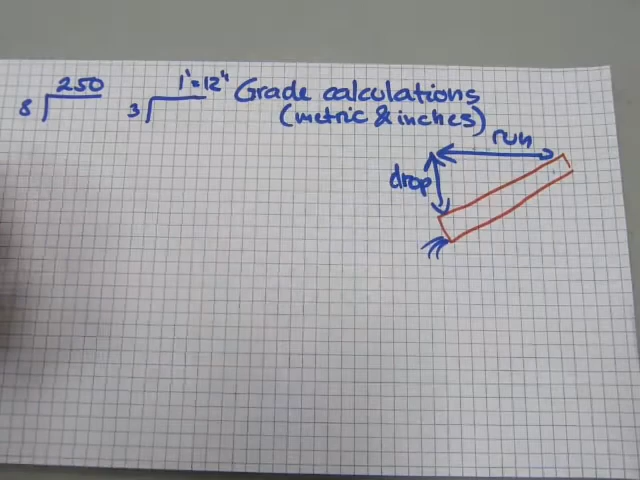 250
8
1'=12"
3
Grade calculations
(metric & inches)
run
drop